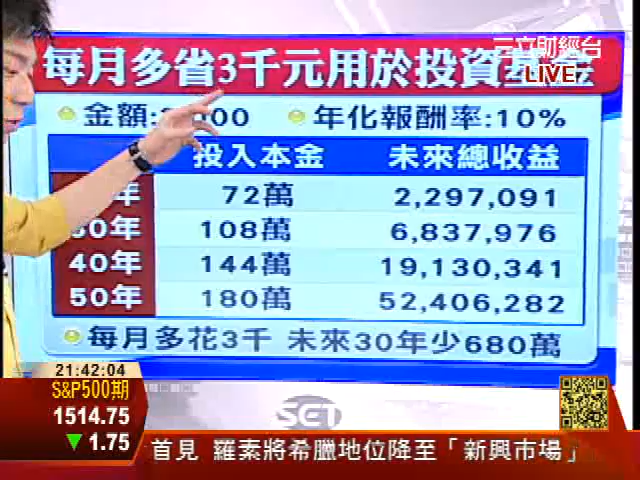 每月多省3千元用於投資基金
三立財經台
LIVE
金額: 000 年化報酬率:10%
投入本金 未來總收益
年 72萬 2,297,091
0年 108萬 6,837,976
40年 144萬 19,130,341
50年 180萬 52,406,282
每月多花3千 未來30年少680萬
21:42:04
S&P500期
1514.75
▼1.75
SET
首見 羅素將希臘地位降至「新興市場」